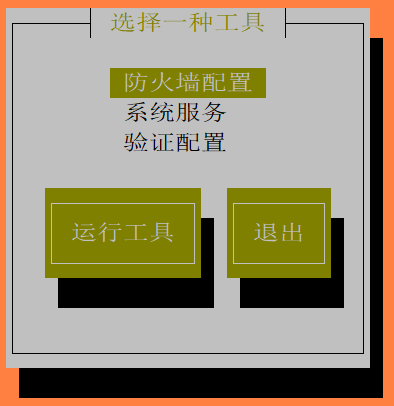 选择一种工具
防火墙配置
系统服务
验证配置
运行工具 退出